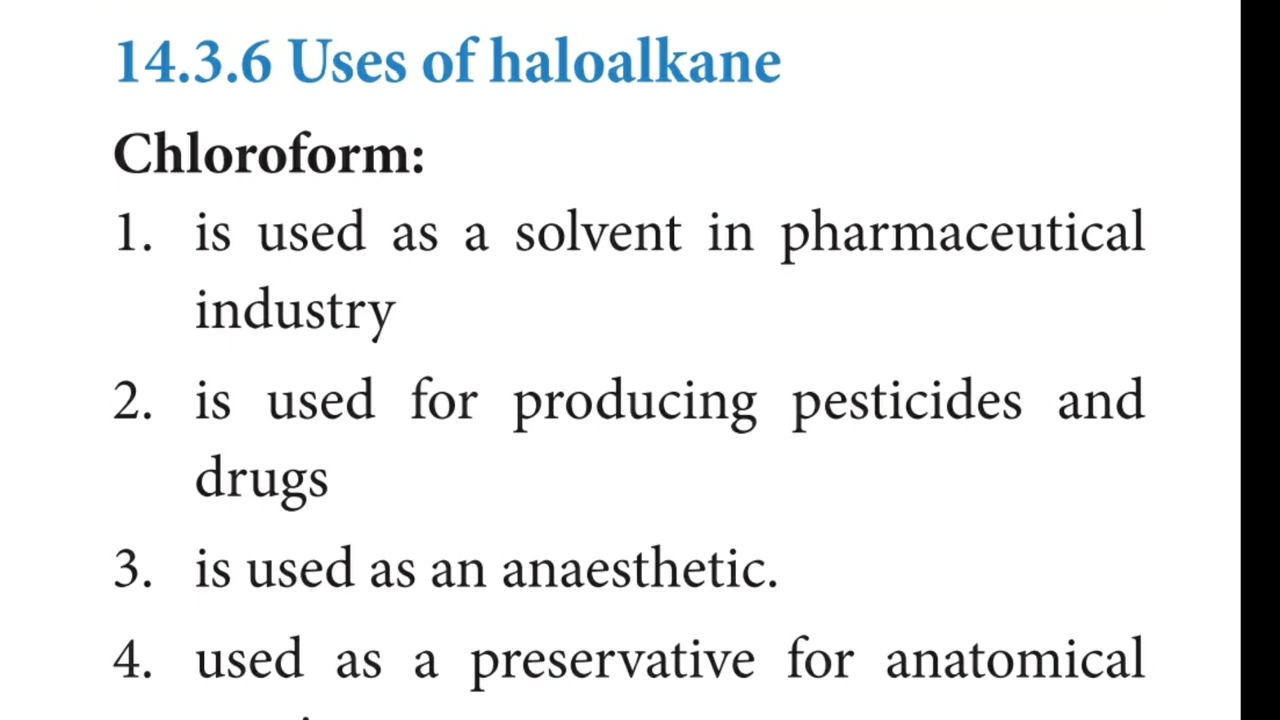 14.3.6 Uses of haloalkane
Chloroform:
1. is used as a solvent in pharmaceutical
industry
2. is used for producing pesticides and
drugs
3. is used as an anaesthetic.
4. used as a preservative for anatomical